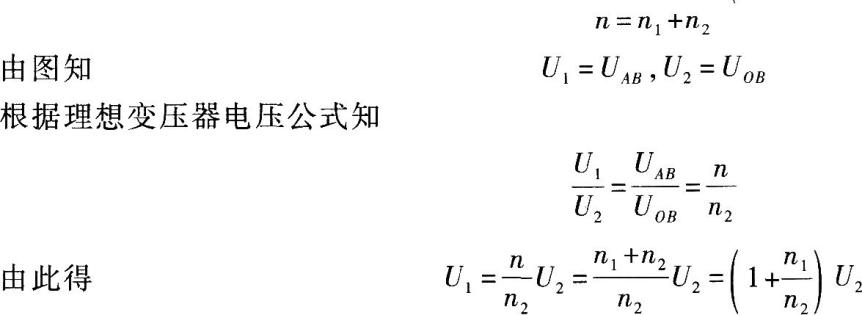 n=n₁+n₂
由图知 U₁=U_AB,U₂=U_OB
根据理想变压器电压公式知
U₁/U₂=U_AB/U_OB=n/n₂
由此得 U₁=n/n₂ U₂=(n₁+n₂)/n₂ U₂=(1+n₁/n₂) U₂